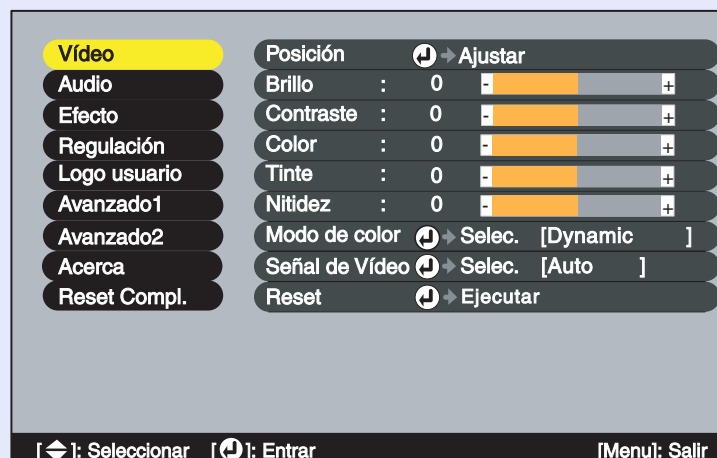 Vídeo
Audio
Efecto
Regulación
Logo usuario
Avanzado1
Avanzado2
Acerca
Reset Compl.
Posición Ajustar
Brillo : 0 - +
Contraste : 0 - +
Color : 0 - +
Tinte : 0 - +
Nitidez : 0 - +
Modo de color Selec. [Dynamic ]
Señal de Vídeo Selec. [Auto ]
Reset Ejecutar
[ ]: Seleccionar [ ]: Entrar [Menu]: Salir